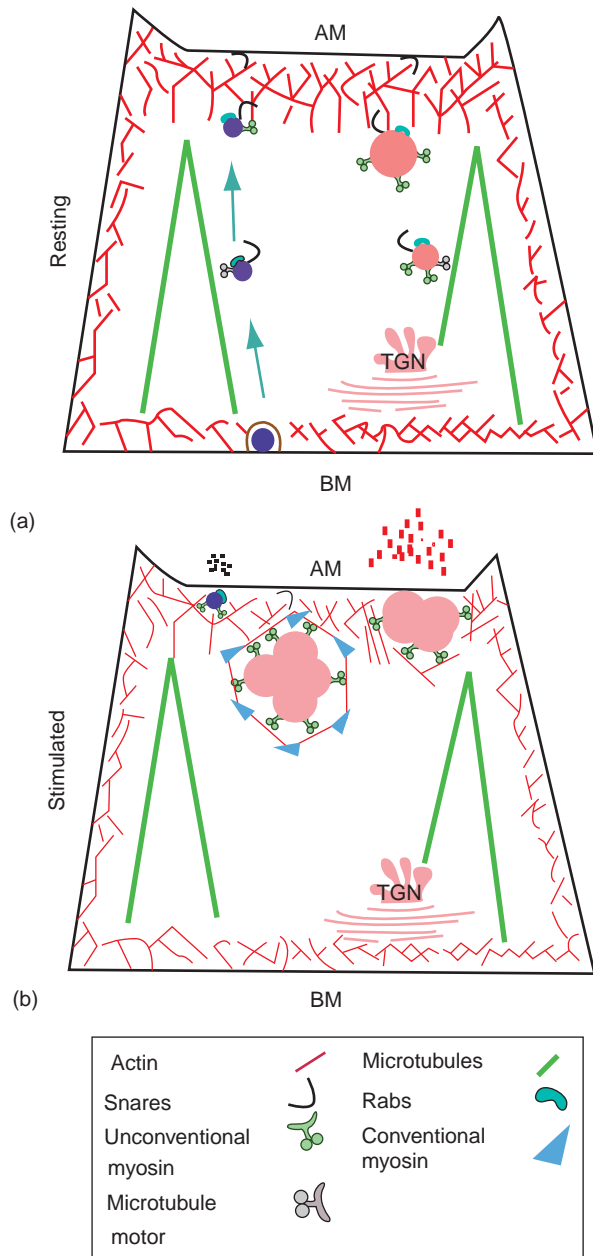 AM
Resting
TGN
BM
(a)
AM
Stimulated
TGN
BM
(b)
Actin
Microtubules
Snares
Rabs
Unconventional
myosin
Conventional
myosin
Microtubule
motor